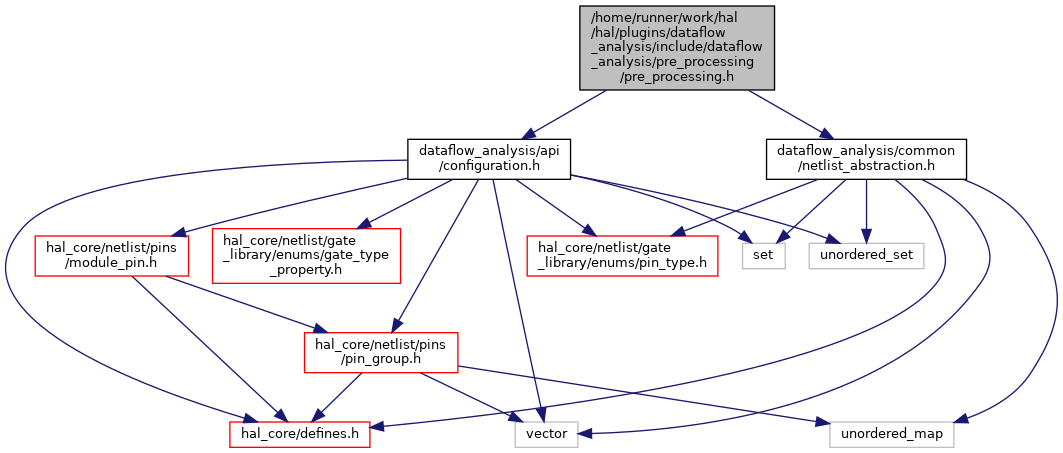 /home/runner/work/hal
/hal/plugins/dataflow
_analysis/include/dataflow
_analysis/pre_processing
/pre_processing.h
dataflow_analysis/api
/configuration.h
dataflow_analysis/common
/netlist_abstraction.h
hal_core/netlist/pins
/module_pin.h
hal_core/netlist/gate
_library/enums/gate_type
_property.h
hal_core/netlist/gate
_library/enums/pin_type.h
set
unordered_set
hal_core/netlist/pins
/pin_group.h
hal_core/defines.h
vector
unordered_map